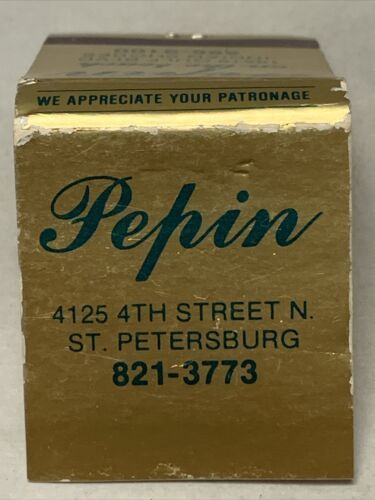 WE APPRECIATE YOUR PATRONAGE
Pepin
4125 4TH STREET N.
ST. PETERSBURG
821-3773